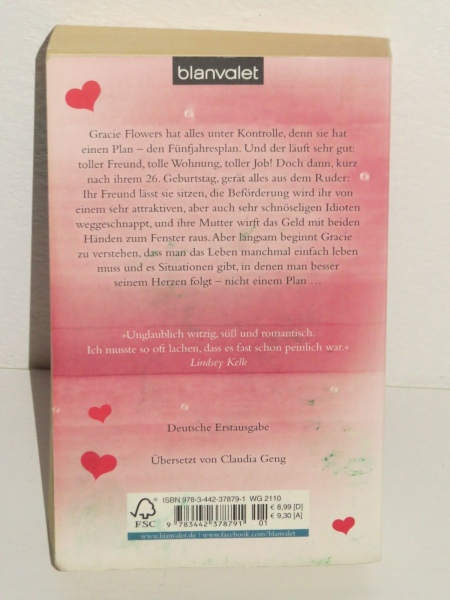 blanvalet
Gracie Flowers hat alles unter Kontrolle, denn sie hat
einen Plan – den Fünfjahresplan. Und der läuft sehr gut:
toller Freund, tolle Wohnung, toller Job! Doch dann, kurz
nach ihrem 26. Geburtstag, gerät alles aus dem Ruder:
Ihr Freund lässt sie sitzen, die Beförderung wird ihr von
einem sehr attraktiven, aber auch sehr schnöseligen Idioten
weggeschnappt, und ihre Mutter wirft das Geld mit beiden
Händen zum Fenster raus. Aber langsam beginnt Gracie
zu verstehen, dass man das Leben manchmal einfach leben
muss und es Situationen gibt, in denen man besser
seinem Herzen folgt – nicht einem Plan ...
»Unglaublich witzig, süß und romantisch.
Ich musste so oft lachen, dass es fast schon peinlich war.«
Lindsey Kelk
Deutsche Erstausgabe
Übersetzt von Claudia Geng
ISBN 978-3-442-37879-1 WG 2110
€ 8,99 [D]
€ 9,30 [A]
FSC
9 783442 378791 01
www.blanvalet.de | www.facebook.com/blanvalet